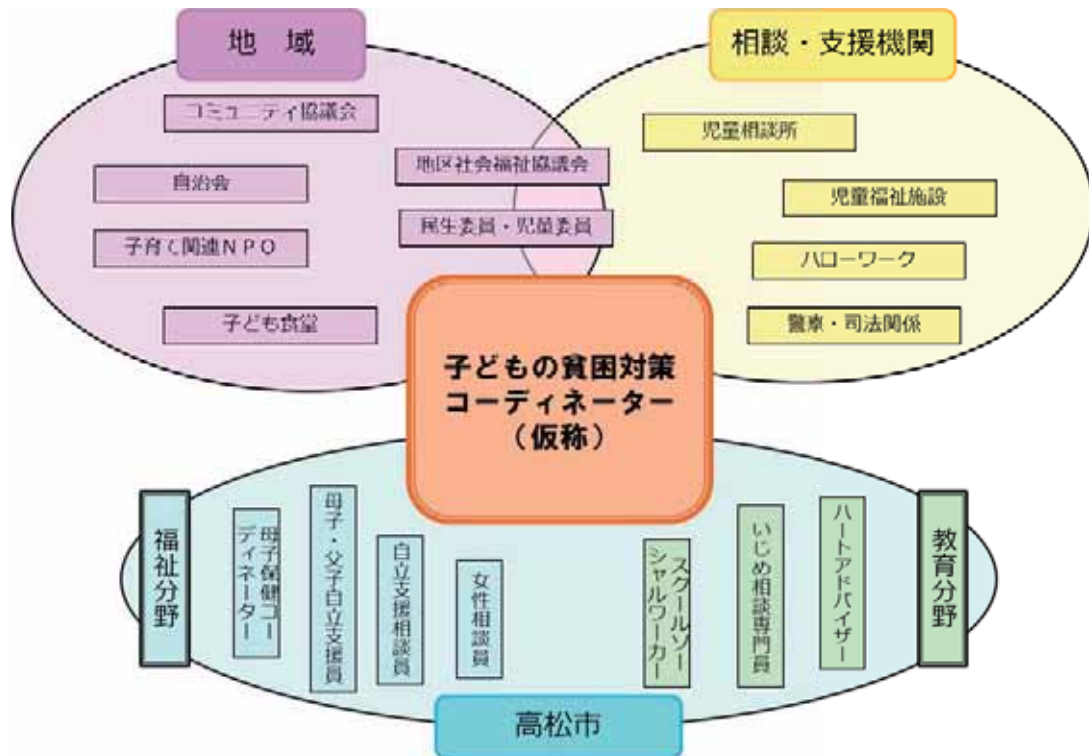 地　域
相談・支援機関
コミュニティ協議会
自治会
子育て関連ＮＰＯ
子ども食堂
地区社会福祉協議会
民生委員・児童委員
児童相談所
児童福祉施設
ハローワーク
警察・司法関係
子どもの貧困対策
コーディネーター
（仮称）
福祉分野
母子保健コー
ディネーター
母子・父子自立支援員
自立支援相談員
女性相談員
スクールソー
シャルワーカー
いじめ相談専門員
ハートアドバイザー
教育分野
高松市